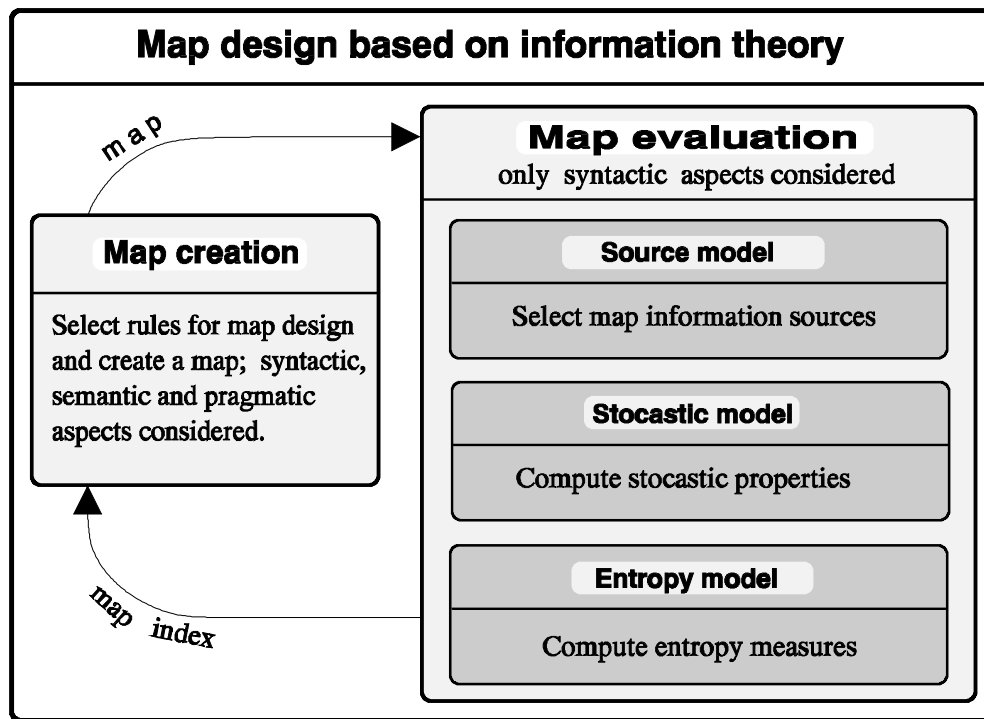 Map design based on information theory
map
Map evaluation
only syntactic aspects considered
Map creation
Select rules for map design
and create a map; syntactic,
semantic and pragmatic
aspects considered.
Source model
Select map information sources
Stocastic model
Compute stocastic properties
Entropy model
Compute entropy measures
map index